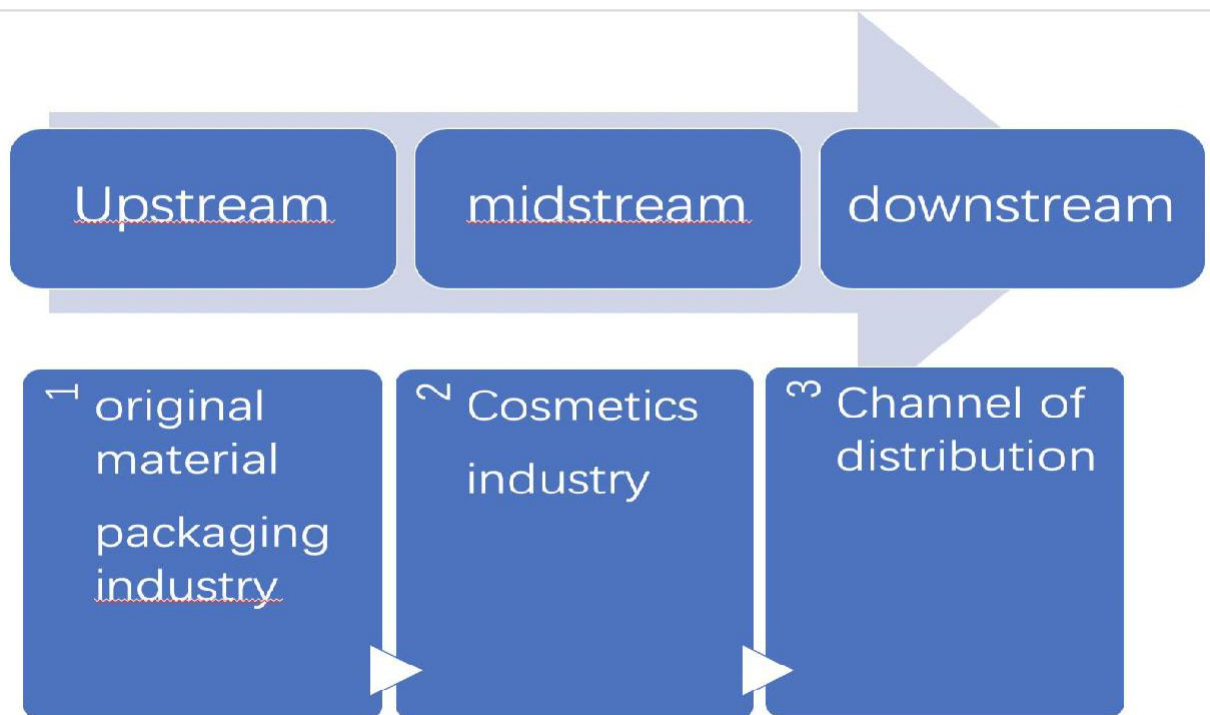 Upstream
midstream
downstream
1
original
material
packaging
industry
2
Cosmetics
industry
3
Channel of
distribution